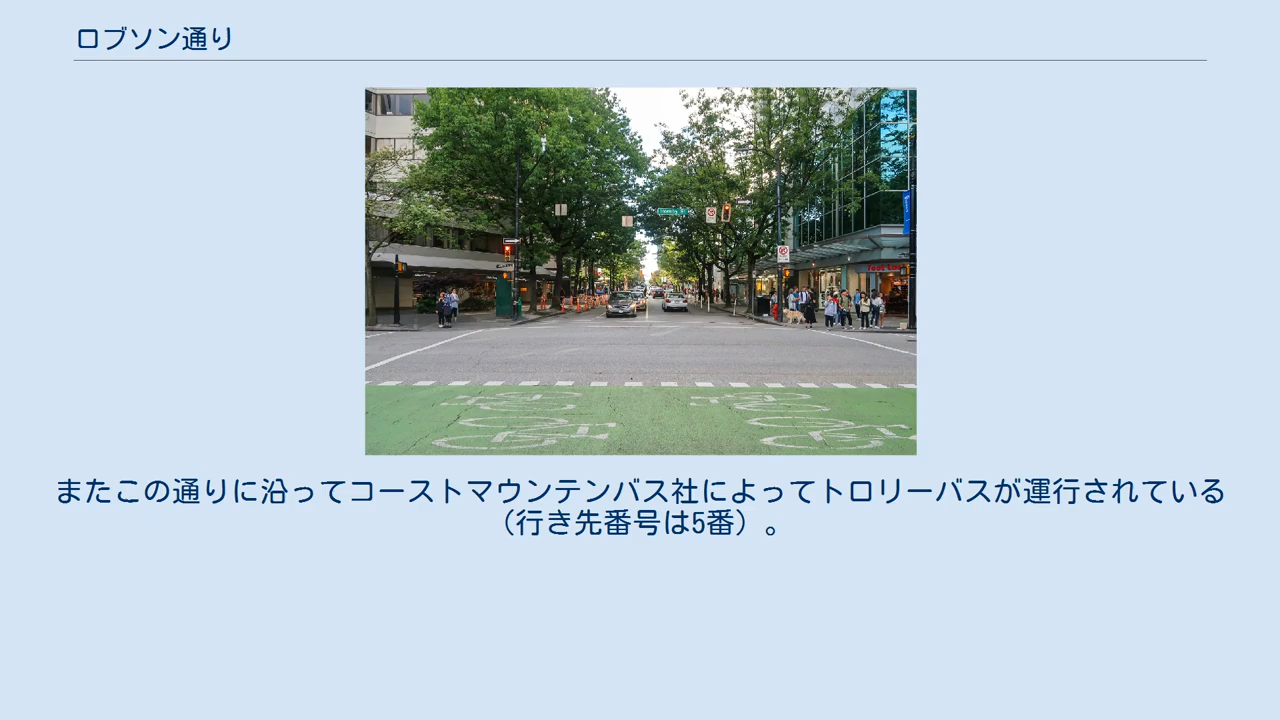 ロブソン通り
またこの通りに沿ってコーストマウンテンバス社によってトロリーバスが運行されている
（行き先番号は5番）。